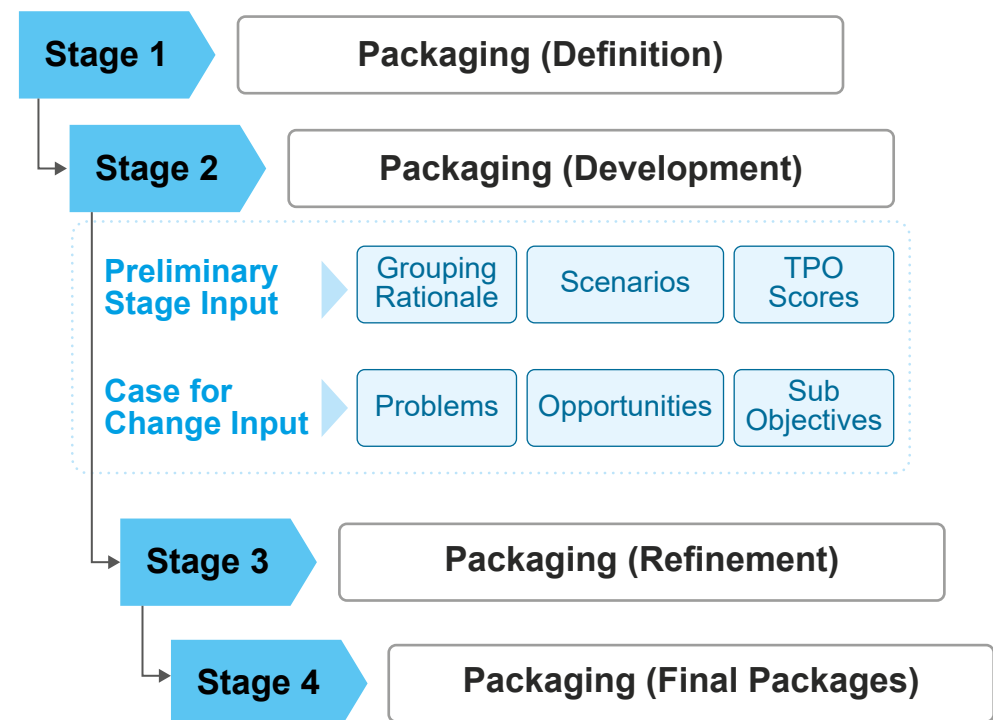 Stage 1
Packaging (Definition)
Stage 2
Packaging (Development)
Preliminary
Stage Input
Grouping
Rationale
Scenarios
TPO
Scores
Case for
Change Input
Problems
Opportunities
Sub
Objectives
Stage 3
Packaging (Refinement)
Stage 4
Packaging (Final Packages)